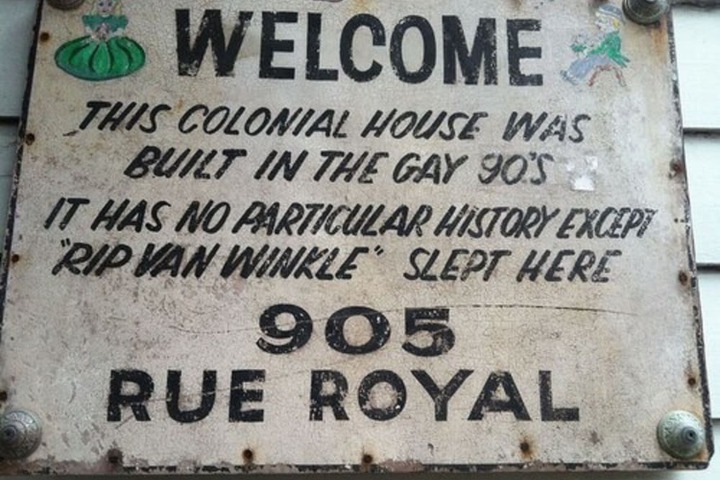 WELCOME
THIS COLONIAL HOUSE WAS
BUILT IN THE GAY 90'S
IT HAS NO PARTICULAR HISTORY EXCEPT
"RIP VAN WINKLE" SLEPT HERE
905
RUE ROYAL